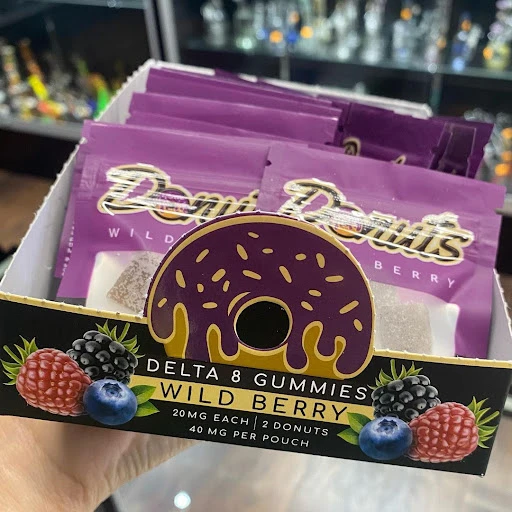 Donuts
WILD
Donuts
BERRY
DELTA 8 GUMMIES
WILD BERRY
20MG EACH | 2 DONUTS
40 MG PER POUCH